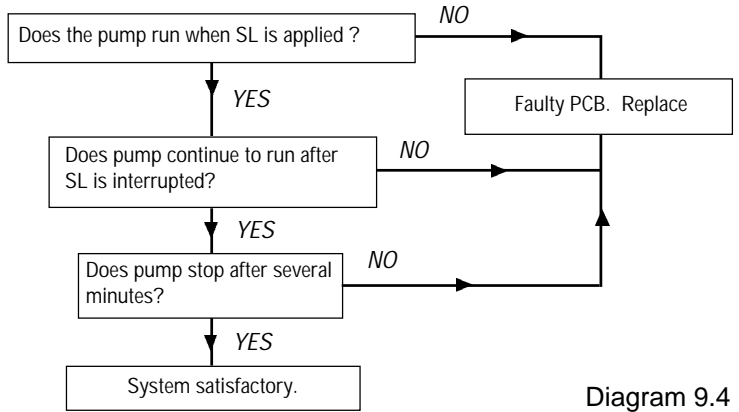 Does the pump run when SL is applied ?
NO
YES
Faulty PCB. Replace
Does pump continue to run after
SL is interrupted?
NO
YES
Does pump stop after several
minutes?
NO
YES
System satisfactory.
Diagram 9.4